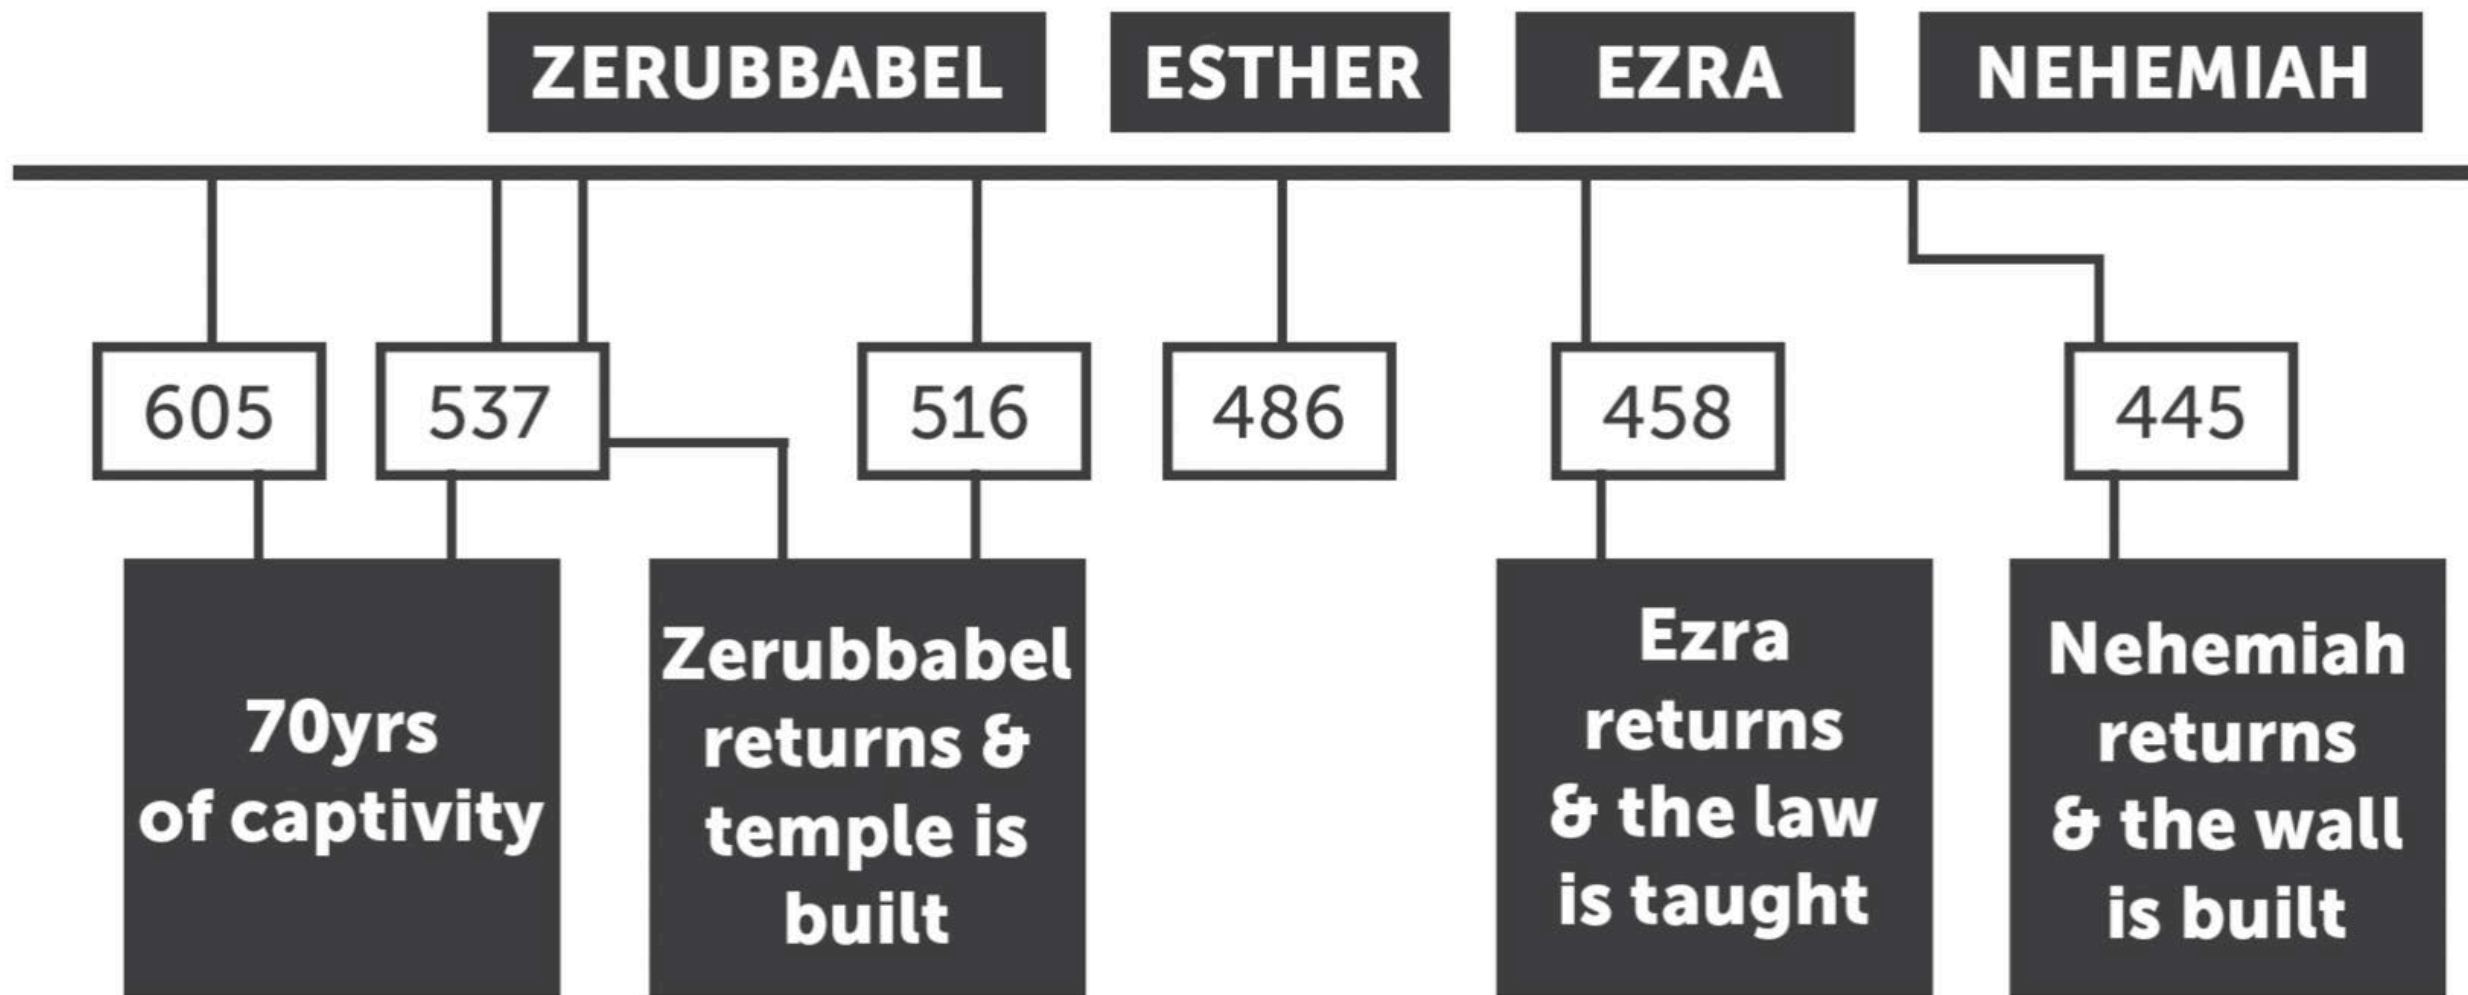 ZERUBBABEL ESTHER EZRA NEHEMIAH
605 537 516 486 458 445
70yrs
of captivity
Zerubbabel
returns &
temple is
built
Ezra
returns
& the law
is taught
Nehemiah
returns
& the wall
is built